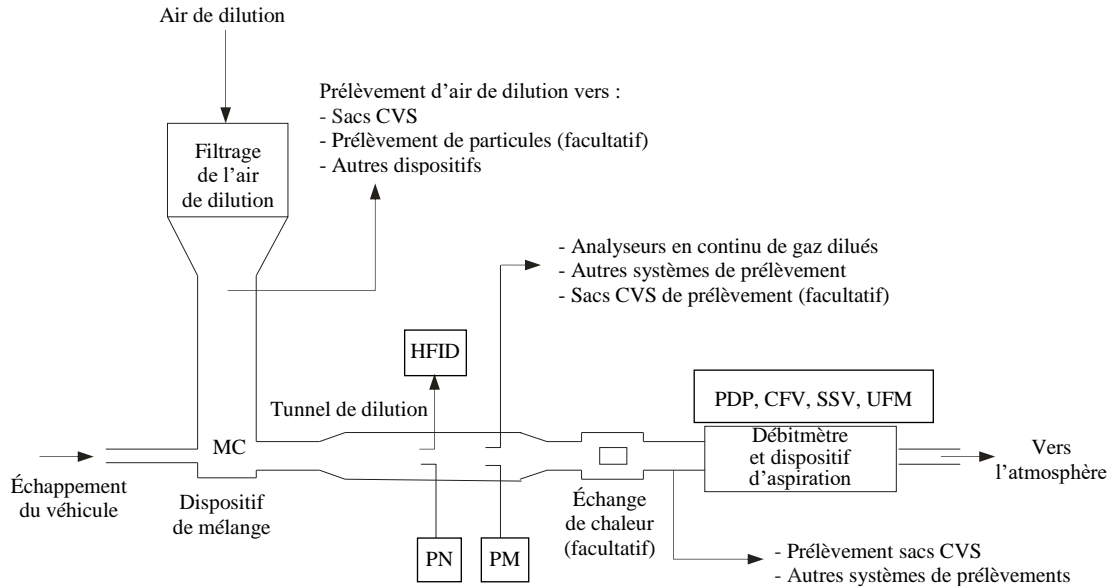 Air de dilution
Prélèvement d'air de dilution vers :
- Sacs CVS
- Prélèvement de particules (facultatif)
- Autres dispositifs
Filtrage
de l'air
de dilution
- Analyseurs en continu de gaz dilués
- Autres systèmes de prélèvement
- Sacs CVS de prélèvement (facultatif)
HFID
Tunnel de dilution
PDP, CFV, SSV, UFM
MC
Débitmètre
et dispositif
d'aspiration
Vers
l'atmosphère
Échappement
du véhicule
Dispositif
de mélange
Échange
de chaleur
(facultatif)
PN
PM
- Prélèvement sacs CVS
- Autres systèmes de prélèvements